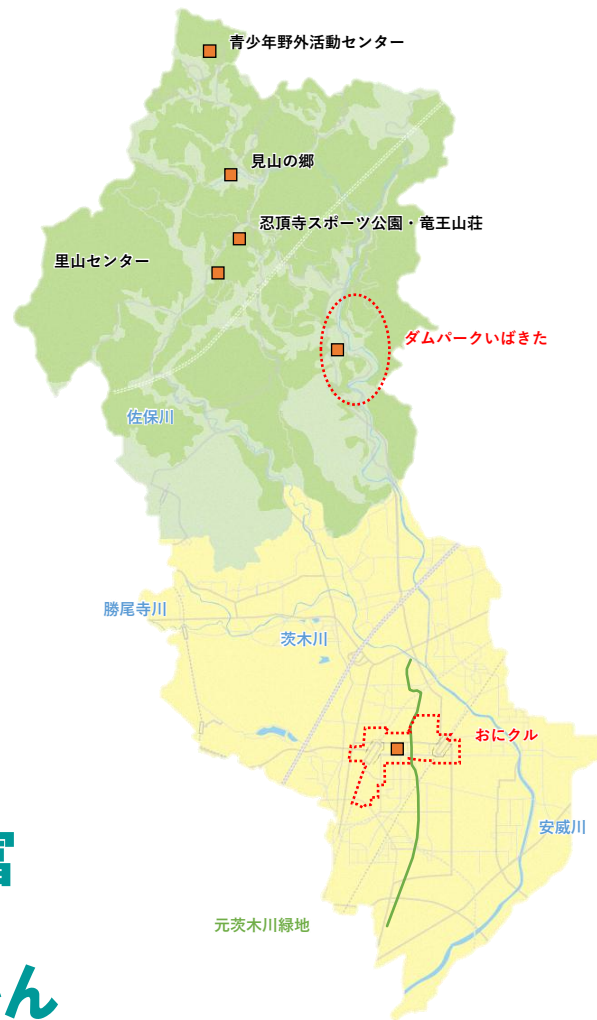 青少年野外活動センター
見山の郷
忍頂寺スポーツ公園・竜王山荘
里山センター
ダムパークいばきた
佐保川
勝尾寺川
茨木川
おにクル
安威川
元茨木川緑地
ん